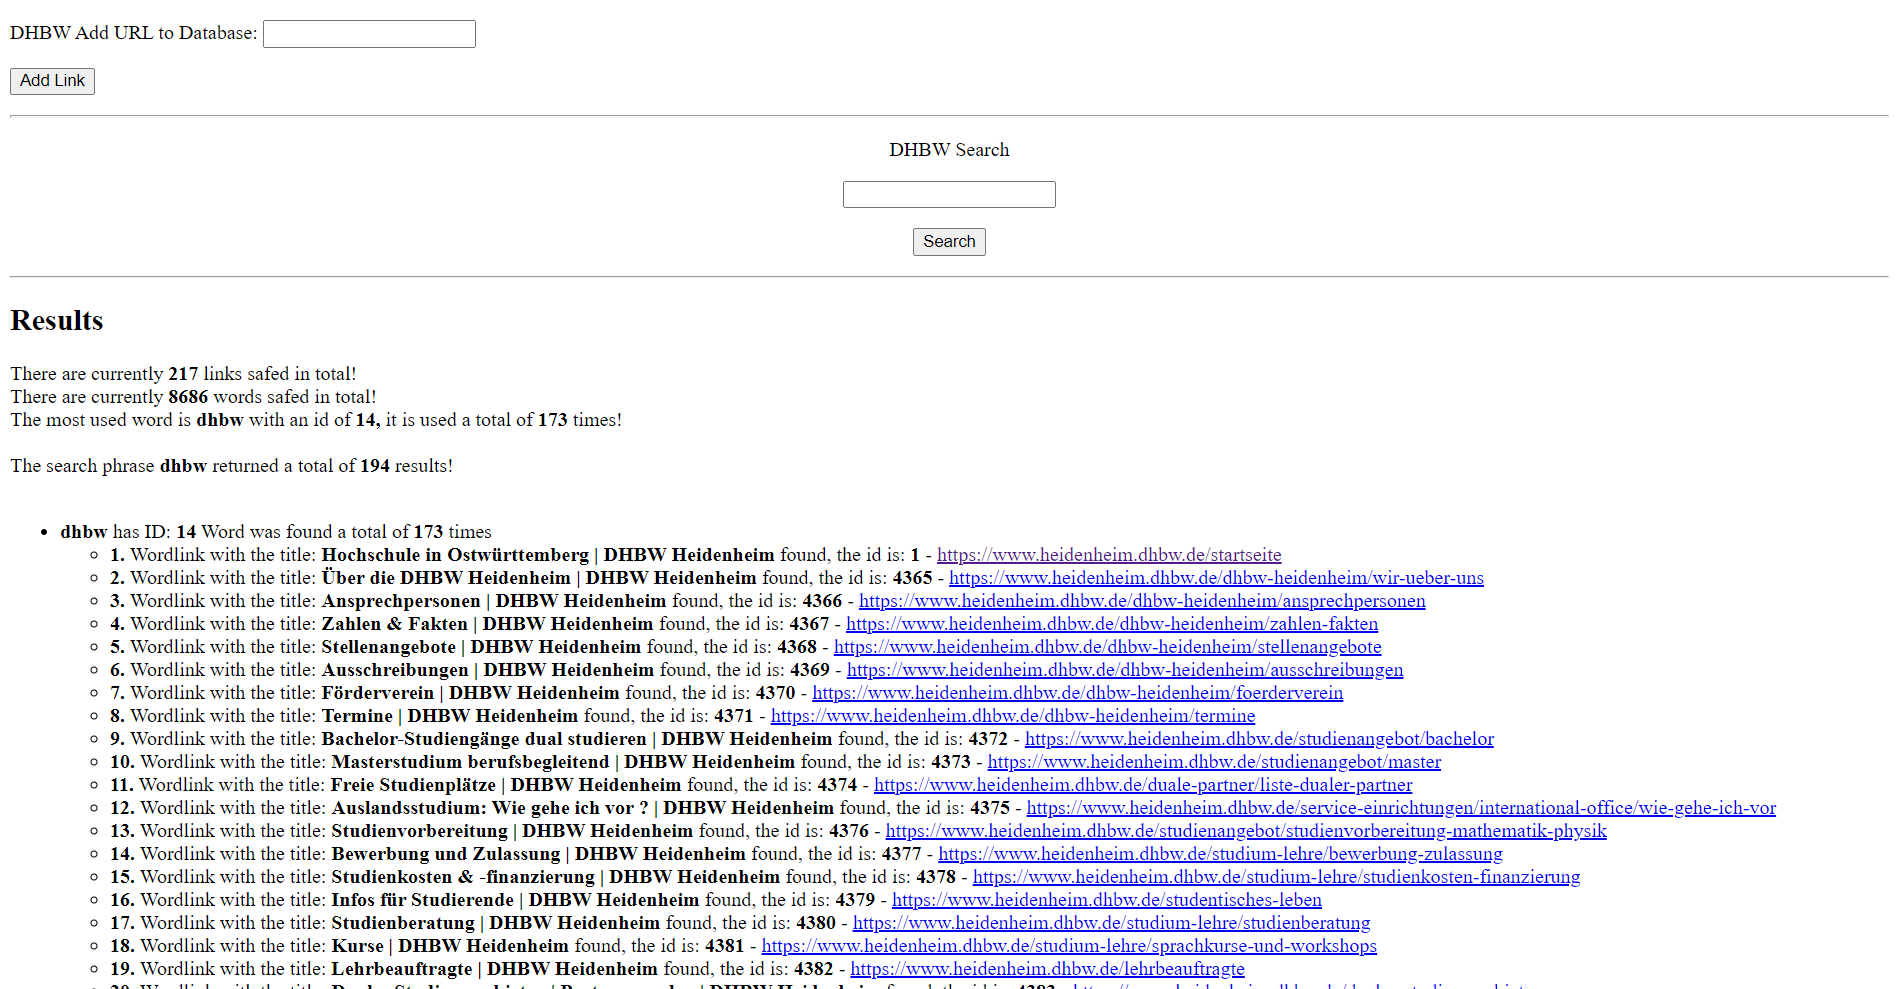 DHBW Add URL to Database:
Add Link
DHBW Search
Search
Results
There are currently 217 links safed in total!
There are currently 8686 words safed in total!
The most used word is dhbw with an id of 14, it is used a total of 173 times!
The search phrase dhbw returned a total of 194 results!
dhbw has ID: 14 Word was found a total of 173 times
1. Wordlink with the title: Hochschule in Ostwürttemberg | DHBW Heidenheim found, the id is: 1 - https://www.heidenheim.dhbw.de/startseite
2. Wordlink with the title: Über die DHBW Heidenheim | DHBW Heidenheim found, the id is: 4365 - https://www.heidenheim.dhbw.de/dhbw-heidenheim/wir-ueber-uns
3. Wordlink with the title: Ansprechpersonen | DHBW Heidenheim found, the id is: 4366 - https://www.heidenheim.dhbw.de/dhbw-heidenheim/ansprechpersonen
4. Wordlink with the title: Zahlen & Fakten | DHBW Heidenheim found, the id is: 4367 - https://www.heidenheim.dhbw.de/dhbw-heidenheim/zahlen-fakten
5. Wordlink with the title: Stellenangebote | DHBW Heidenheim found, the id is: 4368 - https://www.heidenheim.dhbw.de/dhbw-heidenheim/stellenangebote
6. Wordlink with the title: Ausschreibungen | DHBW Heidenheim found, the id is: 4369 - https://www.heidenheim.dhbw.de/dhbw-heidenheim/ausschreibungen
7. Wordlink with the title: Förderverein | DHBW Heidenheim found, the id is: 4370 - https://www.heidenheim.dhbw.de/dhbw-heidenheim/foerderverein
8. Wordlink with the title: Termine | DHBW Heidenheim found, the id is: 4371 - https://www.heidenheim.dhbw.de/dhbw-heidenheim/termine
9. Wordlink with the title: Bachelor-Studiengänge dual studieren | DHBW Heidenheim found, the id is: 4372 - https://www.heidenheim.dhbw.de/studienangebot/bachelor
10. Wordlink with the title: Masterstudium berufsbegleitend | DHBW Heidenheim found, the id is: 4373 - https://www.heidenheim.dhbw.de/studienangebot/master
11. Wordlink with the title: Freie Studienplätze | DHBW Heidenheim found, the id is: 4374 - https://www.heidenheim.dhbw.de/duale-partner/liste-dualer-partner
12. Wordlink with the title: Auslandsstudium: Wie gehe ich vor ? | DHBW Heidenheim found, the id is: 4375 - https://www.heidenheim.dhbw.de/service-einrichtungen/international-office/wie-gehe-ich-vor
13. Wordlink with the title: Studienvorbereitung | DHBW Heidenheim found, the id is: 4376 - https://www.heidenheim.dhbw.de/studienangebot/studienvorbereitung-mathematik-physik
14. Wordlink with the title: Bewerbung und Zulassung | DHBW Heidenheim found, the id is: 4377 - https://www.heidenheim.dhbw.de/studium-lehre/bewerbung-zulassung
15. Wordlink with the title: Studienkosten & -finanzierung | DHBW Heidenheim found, the id is: 4378 - https://www.heidenheim.dhbw.de/studium-lehre/studienkosten-finanzierung
16. Wordlink with the title: Infos für Studierende | DHBW Heidenheim found, the id is: 4379 - https://www.heidenheim.dhbw.de/studentisches-leben
17. Wordlink with the title: Studienberatung | DHBW Heidenheim found, the id is: 4380 - https://www.heidenheim.dhbw.de/studium-lehre/studienberatung
18. Wordlink with the title: Kurse | DHBW Heidenheim found, the id is: 4381 - https://www.heidenheim.dhbw.de/studium-lehre/sprachkurse-und-workshops
19. Wordlink with the title: Lehrbeauftragte | DHBW Heidenheim found, the id is: 4382 - https://www.heidenheim.dhbw.de/lehrbeauftragte